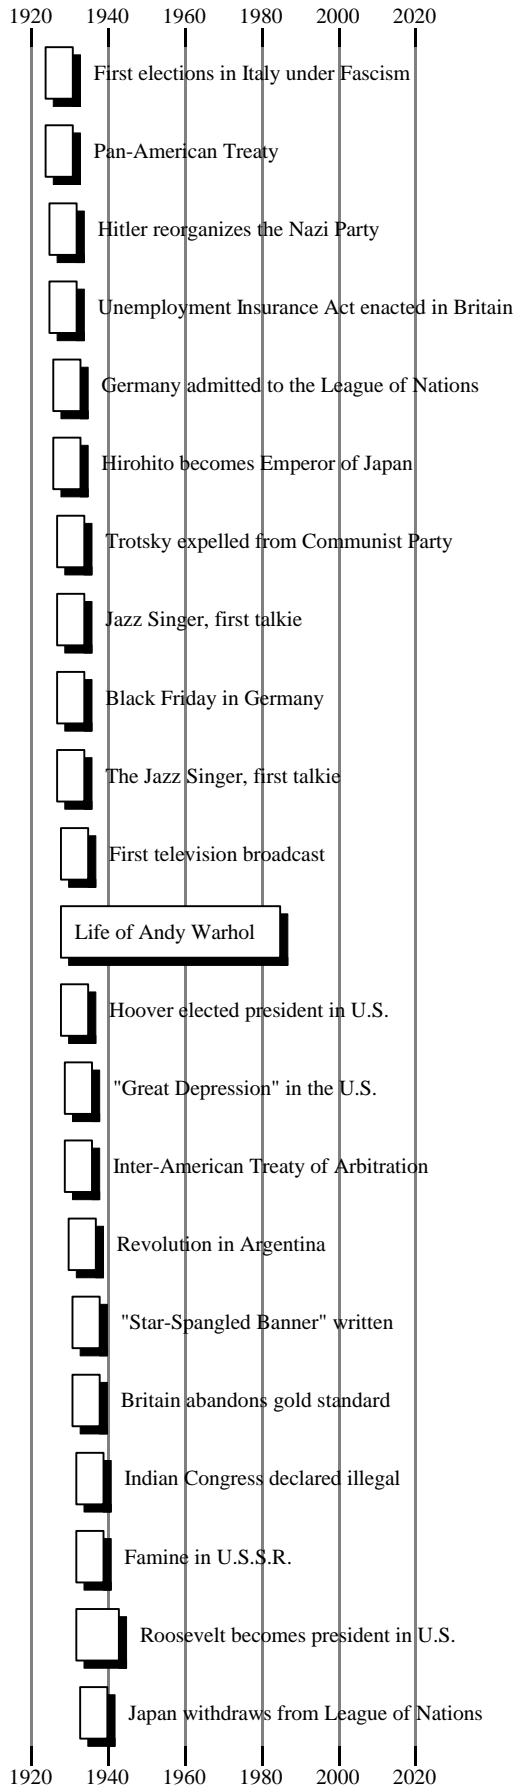 1920 1940 1960 1980 2000 2020
First elections in Italy under Fascism
Pan-American Treaty
Hitler reorganizes the Nazi Party
Unemployment Insurance Act enacted in Britain
Germany admitted to the League of Nations
Hirohito becomes Emperor of Japan
Trotsky expelled from Communist Party
Jazz Singer, first talkie
Black Friday in Germany
The Jazz Singer, first talkie
First television broadcast
Life of Andy Warhol
Hoover elected president in U.S.
"Great Depression" in the U.S.
Inter-American Treaty of Arbitration
Revolution in Argentina
"Star-Spangled Banner" written
Britain abandons gold standard
Indian Congress declared illegal
Famine in U.S.S.R.
Roosevelt becomes president in U.S.
Japan withdraws from League of Nations
1920 1940 1960 1980 2000 2020